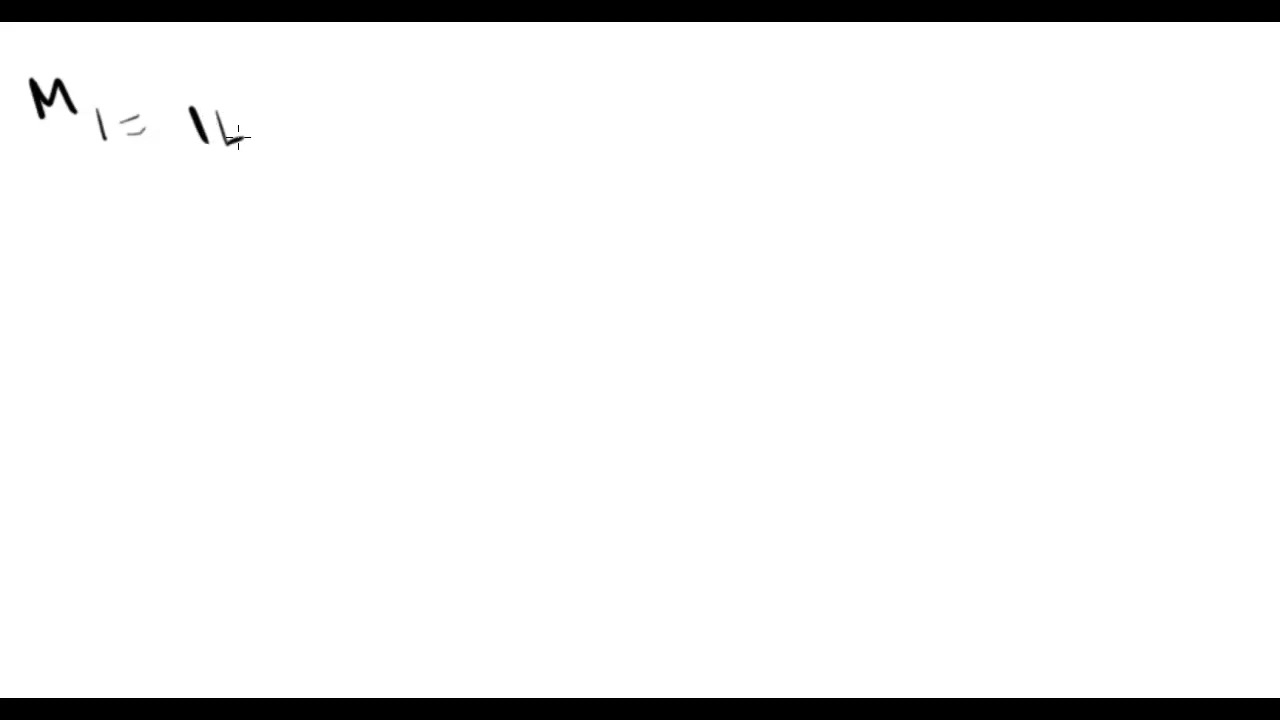 M₁ = 1L